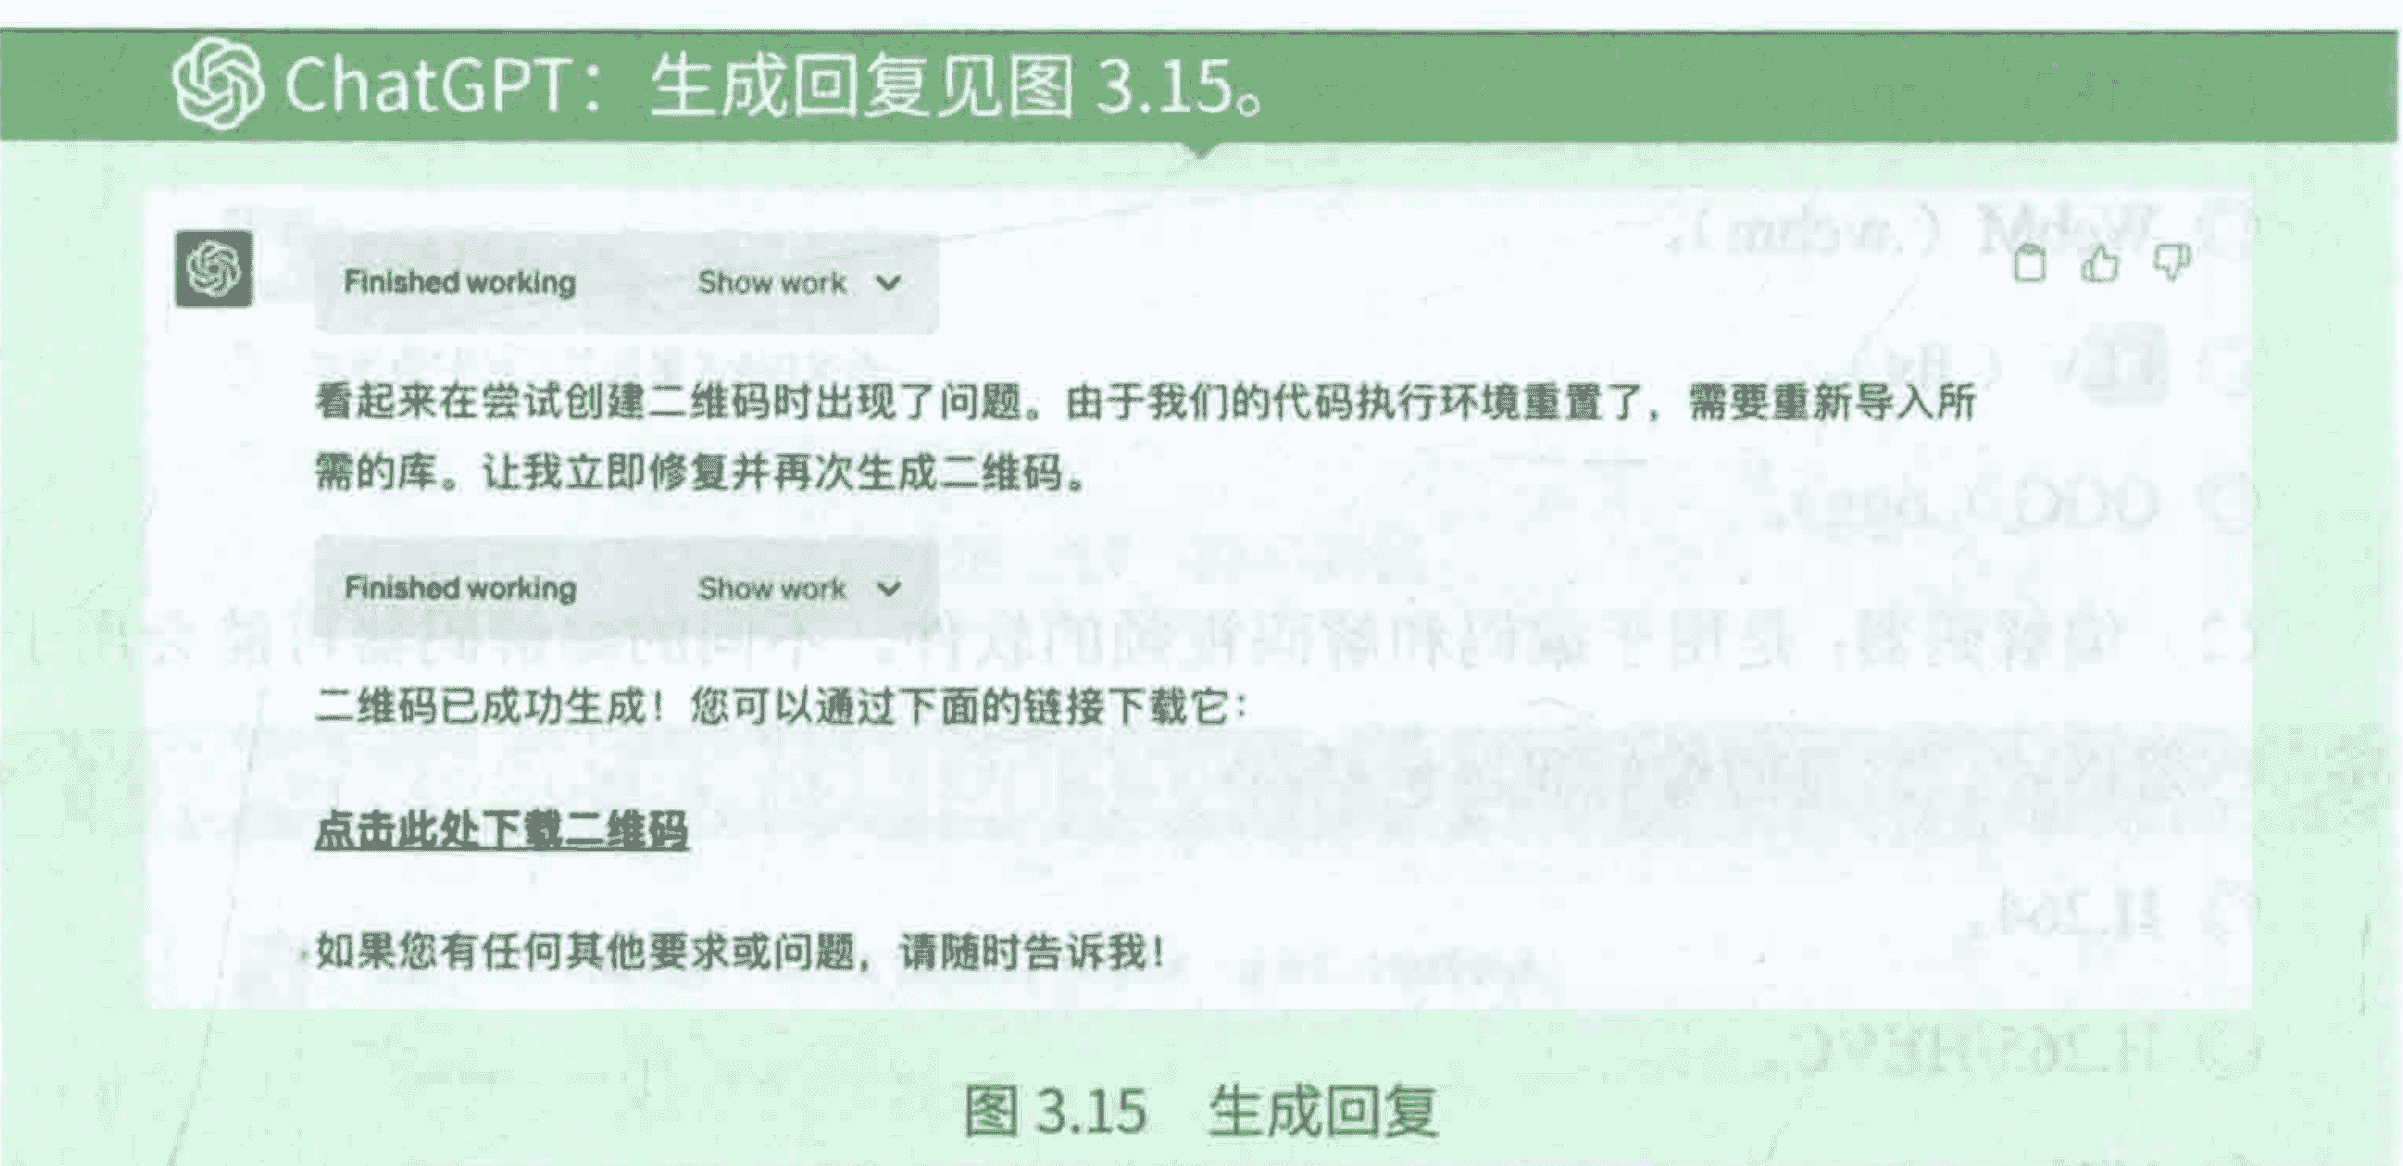 ChatGPT：生成回复见图 3.15。
Finished working Show work
看起来在尝试创建二维码时出现了问题。由于我们的代码执行环境重置了，需要重新导入所
需的库。让我立即修复并再次生成二维码。
Finished working Show work
二维码已成功生成！您可以通过下面的链接下载它：
点击此处下载二维码
如果您有任何其他要求或问题，请随时告诉我！
图 3.15 生成回复